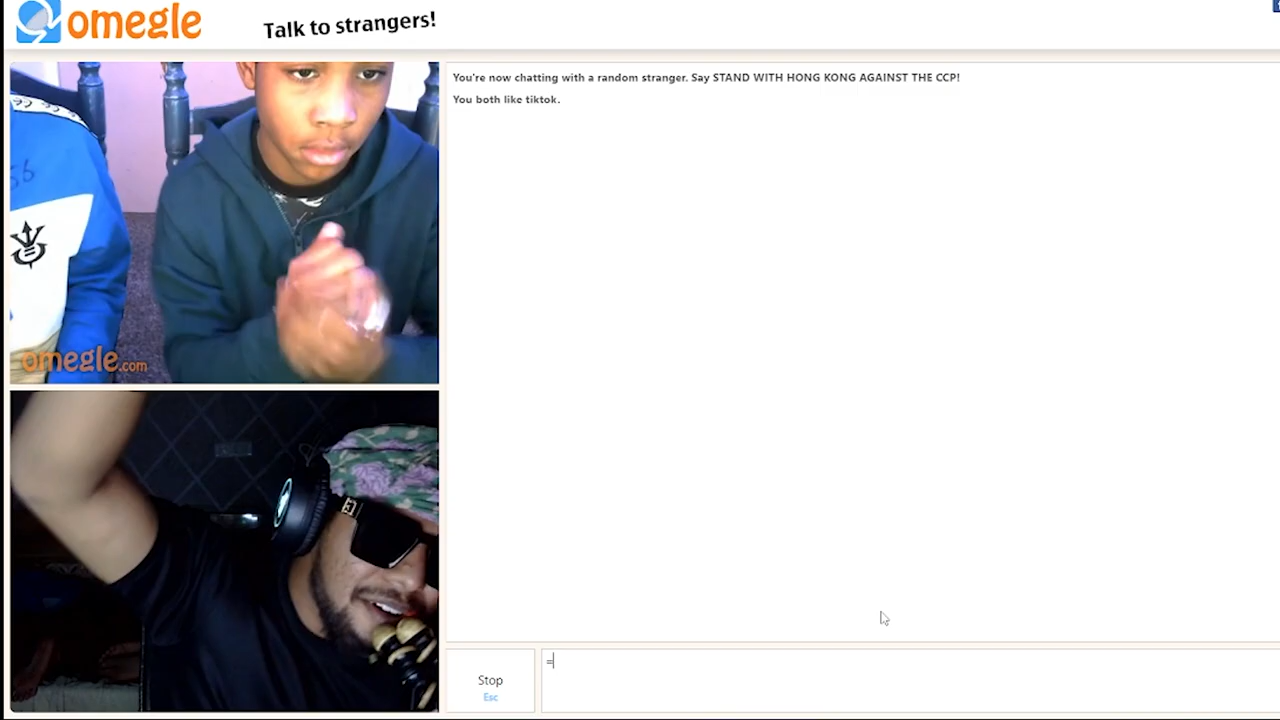 omegle
Talk to strangers!
You're now chatting with a random stranger. Say STAND WITH HONG KONG AGAINST THE CCP!
You both like tiktok.
56
omegle.com
=
Stop
Esc